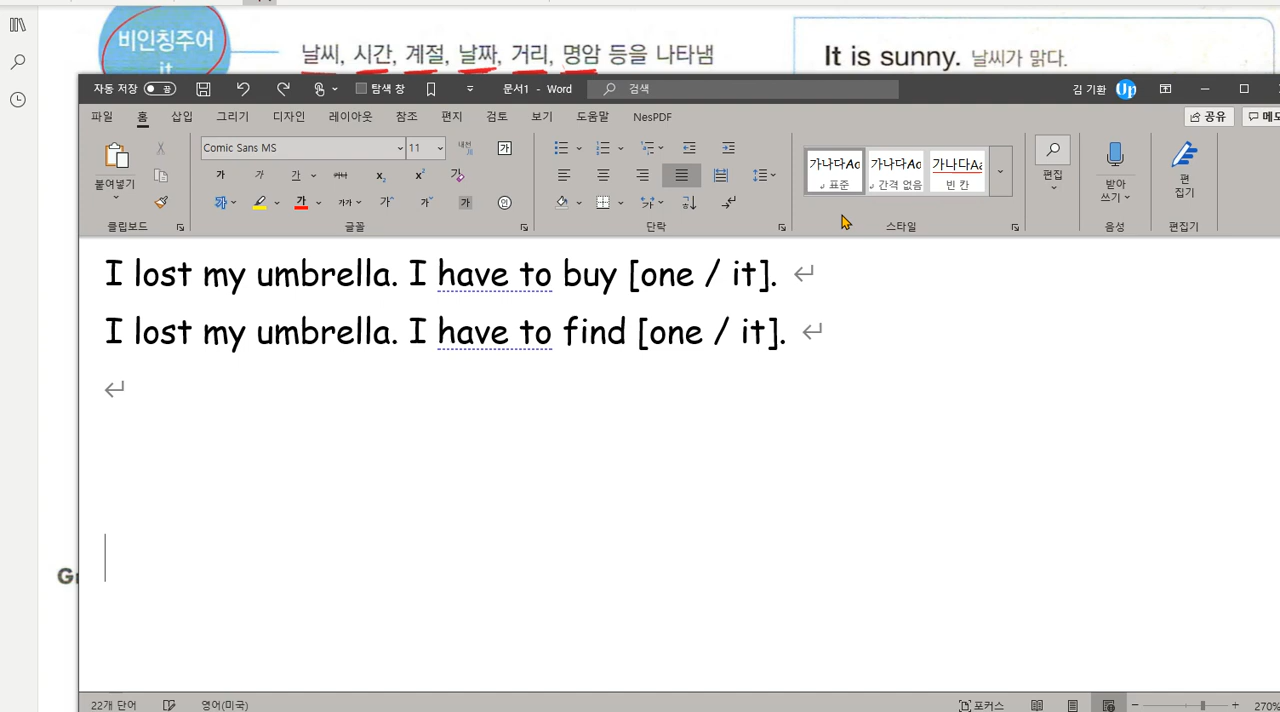 비인칭주어
it
날씨, 시간, 계절, 날짜, 거리, 명암 등을 나타냄
It is sunny. 날씨가 맑다.
자동 저장 끔
탐색 창
문서1 - Word
검색
김 기환
Up
파일 홈 삽입 그리기 디자인 레이아웃 참조 편지 검토 보기 도움말 NesPDF
공유
메모
붙여넣기
클립보드
Comic Sans MS
11
글꼴
단락
가나다Aa
표준
가나다Aa
간격 없음
가나다Aa
빈 칸
스타일
편집
받아
쓰기
음성
편
집기
편집기
I lost my umbrella. I have to buy [one / it].
I lost my umbrella. I have to find [one / it].
22개 단어
영어(미국)
포커스
270%